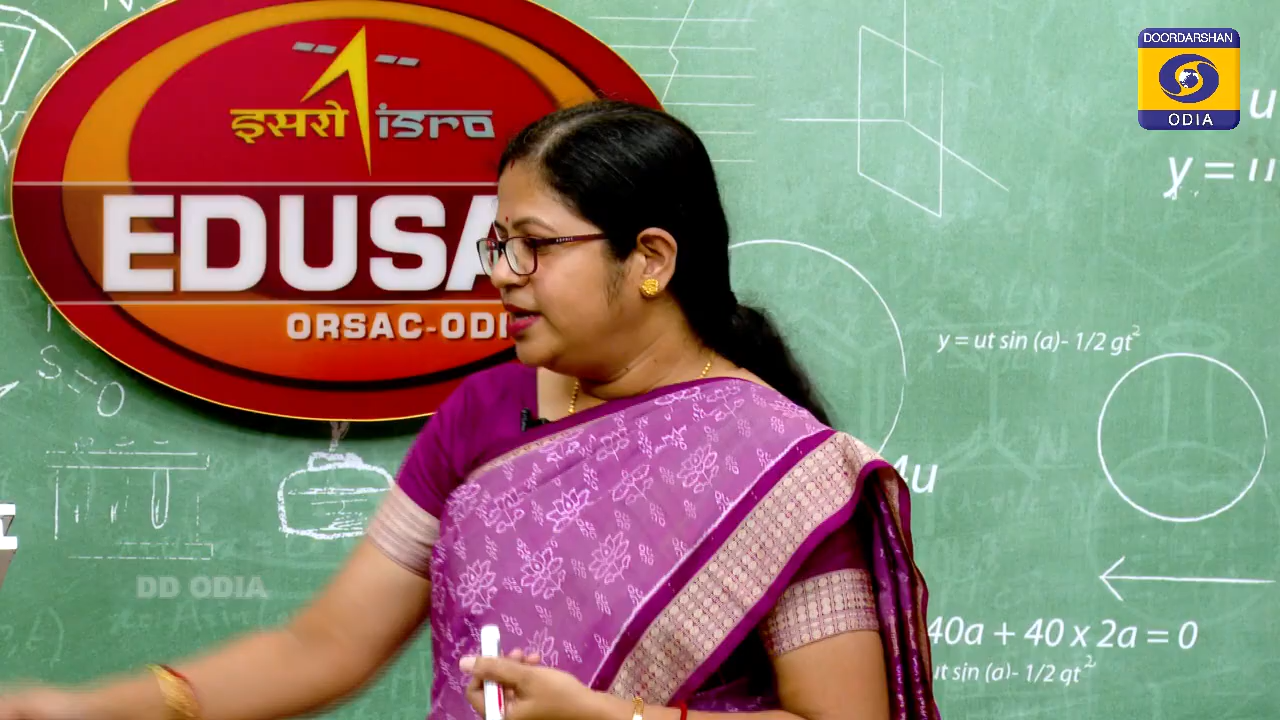 DOORDARSHAN
ODIA
इसरो isro
EDUSA
ORSAC-ODI
S = 0
y =
y = ut sin (a)- 1/2 gt²
4u
40a + 40 x 2a = 0
ut sin (a)- 1/2 gt²
DD ODIA